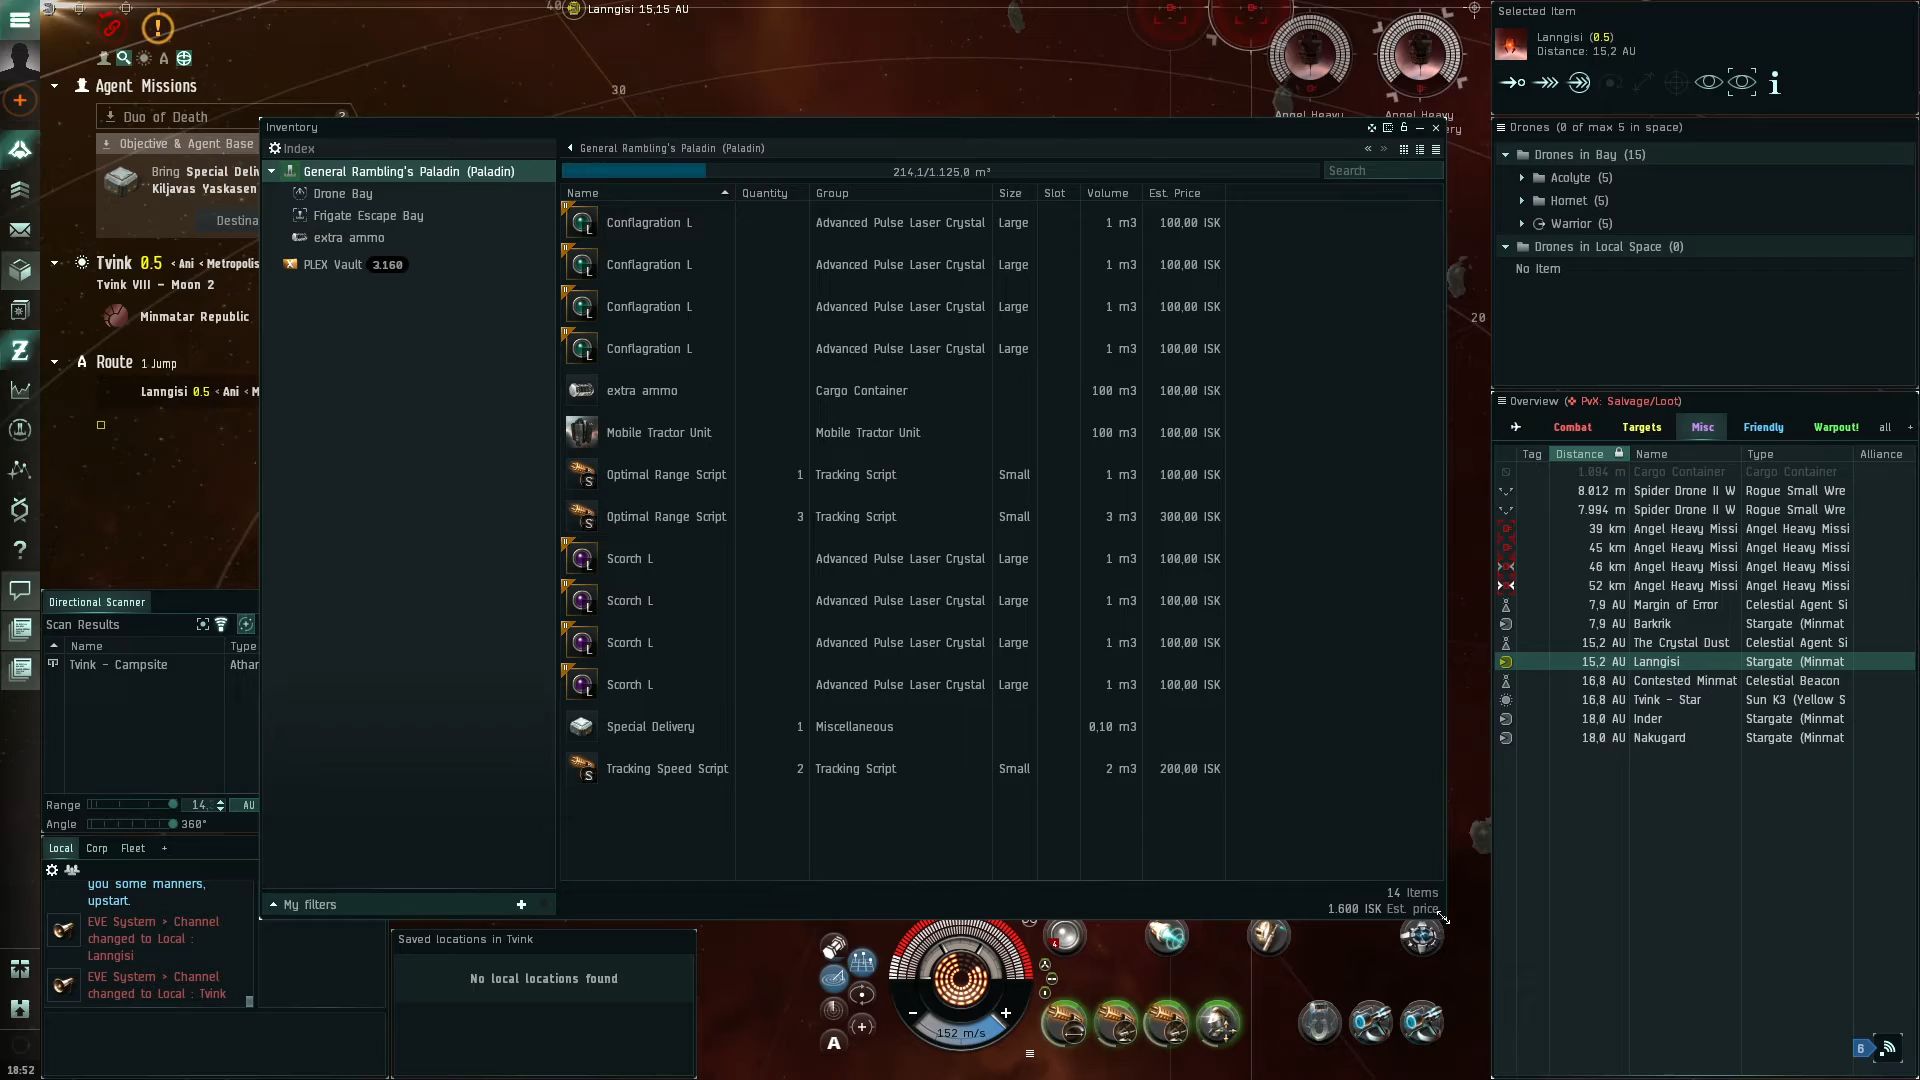 40
Lanngisi 15,15 AU
30
20
Agent Missions
Duo of Death
?
Objective & Agent Base
Bring Special Deliv
Kiljavas Yaskasen
Destina
Tvink 0.5 < Ani < Metropolis
Tvink VIII - Moon 2
Minmatar Republic
A Route 1 Jump
Lanngisi 0.5 < Ani < M
Directional Scanner
Scan Results
Name Type
Tvink - Campsite Athar
Range AU
Angle 360°
Local Corp Fleet +
you some manners,
upstart.
EVE System > Channel
changed to Local :
Lanngisi
EVE System > Channel
changed to Local : Tvink
18:52
Inventory
Index
General Rambling's Paladin (Paladin)
Drone Bay
Frigate Escape Bay
extra ammo
PLEX Vault 3.160
My filters +
General Rambling's Paladin (Paladin)
214,1/1.125,0 m³
Search
Name Quantity Group Size Slot Volume Est. Price
Conflagration L Advanced Pulse Laser Crystal Large 1 m3 100,00 ISK
Conflagration L Advanced Pulse Laser Crystal Large 1 m3 100,00 ISK
Conflagration L Advanced Pulse Laser Crystal Large 1 m3 100,00 ISK
Conflagration L Advanced Pulse Laser Crystal Large 1 m3 100,00 ISK
extra ammo Cargo Container 100 m3 100,00 ISK
Mobile Tractor Unit Mobile Tractor Unit 100 m3 100,00 ISK
Optimal Range Script 1 Tracking Script Small 1 m3 100,00 ISK
Optimal Range Script 3 Tracking Script Small 3 m3 300,00 ISK
Scorch L Advanced Pulse Laser Crystal Large 1 m3 100,00 ISK
Scorch L Advanced Pulse Laser Crystal Large 1 m3 100,00 ISK
Scorch L Advanced Pulse Laser Crystal Large 1 m3 100,00 ISK
Scorch L Advanced Pulse Laser Crystal Large 1 m3 100,00 ISK
Special Delivery 1 Miscellaneous 0,10 m3
Tracking Speed Script 2 Tracking Script Small 2 m3 200,00 ISK
14 Items
1.600 ISK Est. price
Saved locations in Tvink
No local locations found
152 m/s
A
4
Angel Heavy
Angel Heavy
Selected Item
Lanngisi (0.5)
Distance: 15,2 AU
Drones (0 of max 5 in space)
Drones in Bay (15)
Acolyte (5)
Hornet (5)
Warrior (5)
Drones in Local Space (0)
No Item
Overview (PvX: Salvage/Loot)
Combat Targets Misc Friendly Warpout! all +
Tag Distance Name Type Alliance
1.094 m Cargo Container Cargo Container
8.012 m Spider Drone II W Rogue Small Wre
7.994 m Spider Drone II W Rogue Small Wre
39 km Angel Heavy Missi Angel Heavy Missi
45 km Angel Heavy Missi Angel Heavy Missi
46 km Angel Heavy Missi Angel Heavy Missi
52 km Angel Heavy Missi Angel Heavy Missi
7,9 AU Margin of Error Celestial Agent Si
7,9 AU Barkrik Stargate (Minmat
15,2 AU The Crystal Dust Celestial Agent Si
15,2 AU Lanngisi Stargate (Minmat
16,8 AU Contested Minmat Celestial Beacon
16,8 AU Tvink - Star Sun K3 (Yellow S
18,0 AU Inder Stargate (Minmat
18,0 AU Nakugard Stargate (Minmat
6